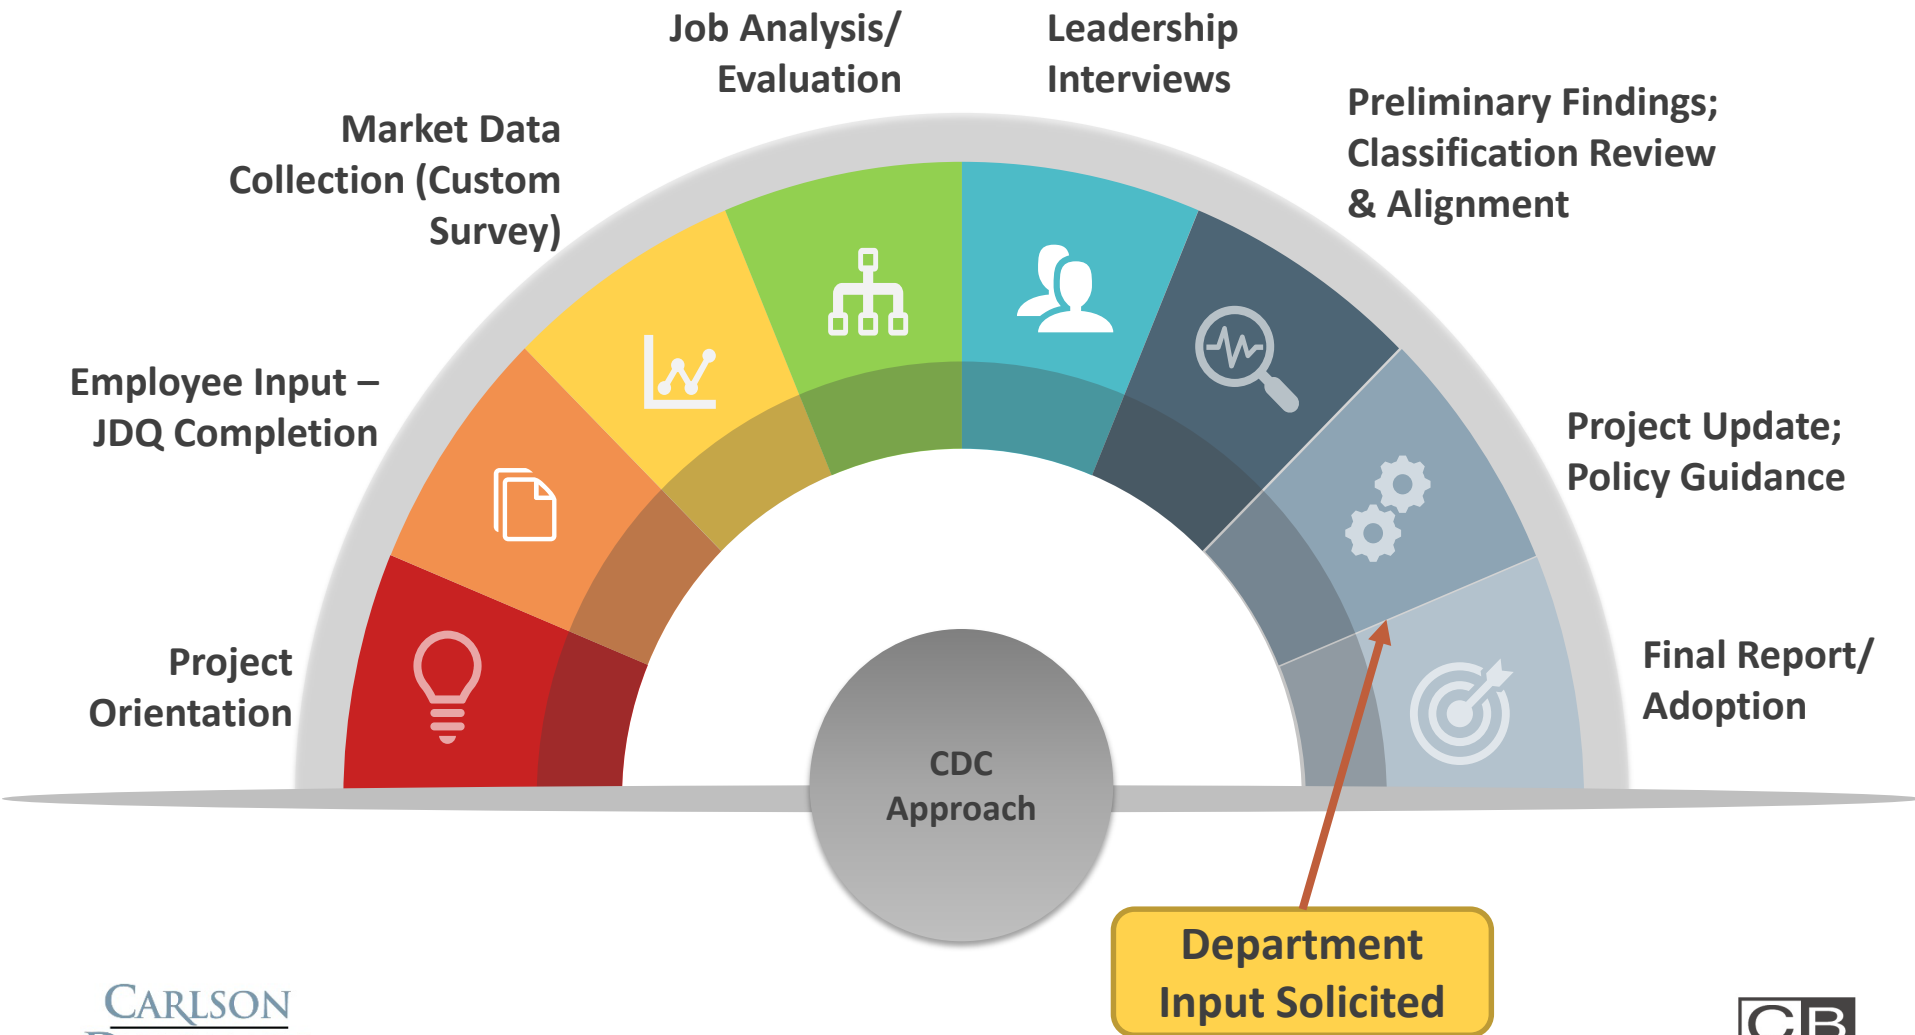 Job Analysis/
Evaluation
Leadership
Interviews
Preliminary Findings;
Classification Review
& Alignment
Market Data
Collection (Custom
Survey)
Employee Input –
JDQ Completion
Project Update;
Policy Guidance
Project
Orientation
Final Report/
Adoption
CDC
Approach
Department
Input Solicited
CARLSON
CB